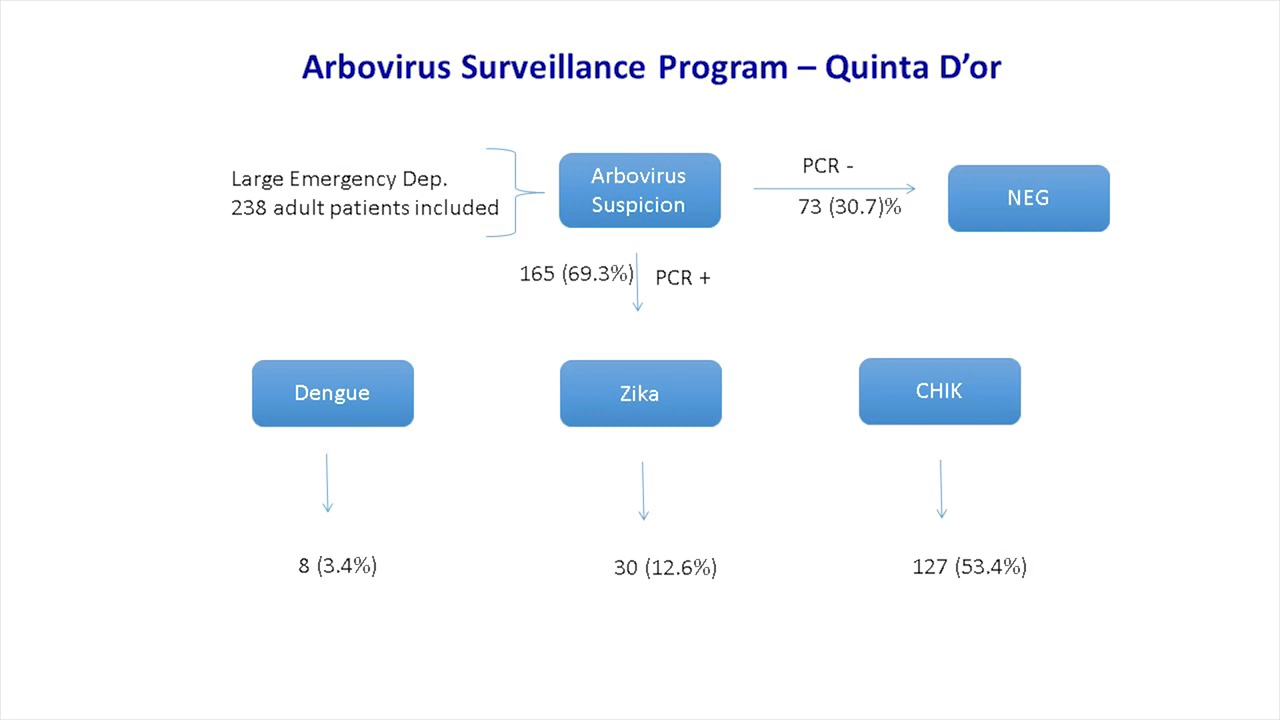 Arbovirus Surveillance Program – Quinta D’or
Large Emergency Dep.
238 adult patients included
Arbovirus
Suspicion
PCR -
73 (30.7)%
NEG
165 (69.3%)
PCR +
Dengue
Zika
CHIK
8 (3.4%)
30 (12.6%)
127 (53.4%)